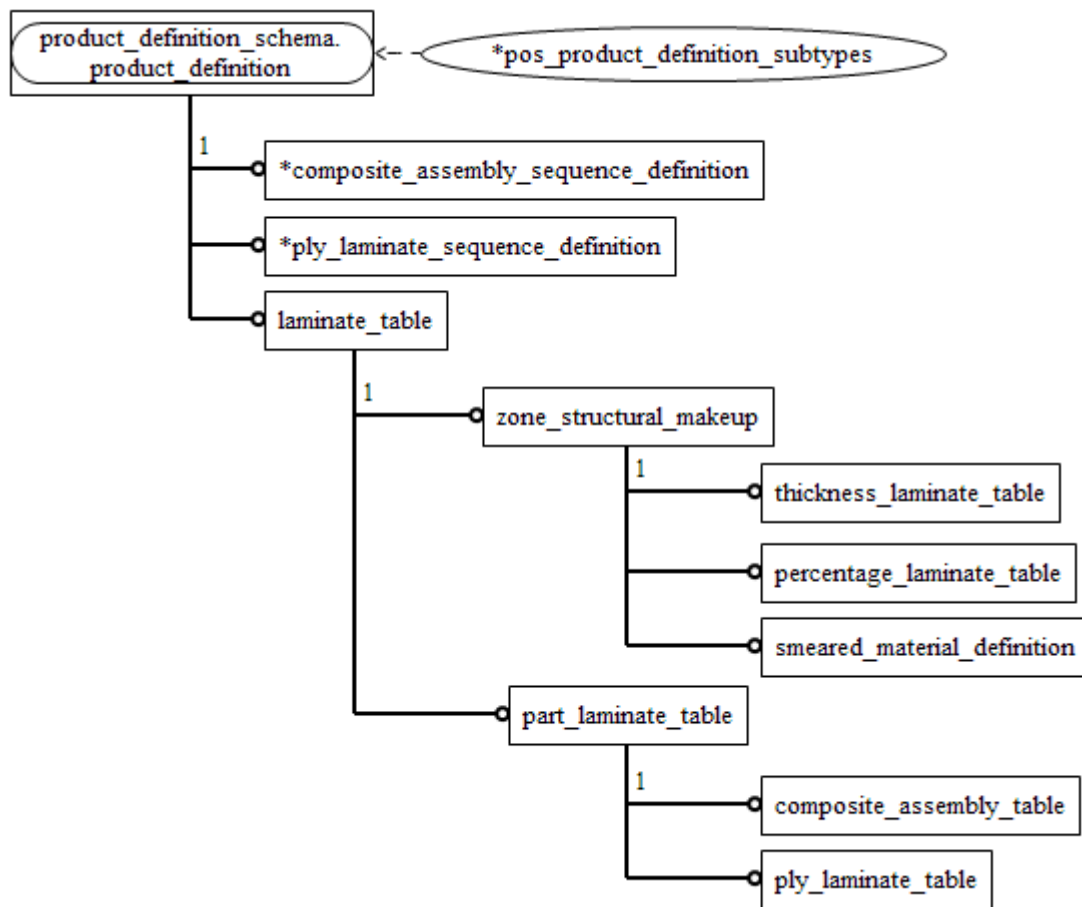 product_definition_schema.
product_definition
*pos_product_definition_subtypes
1
*composite_assembly_sequence_definition
*ply_laminate_sequence_definition
laminate_table
1
zone_structural_makeup
1
thickness_laminate_table
percentage_laminate_table
smeared_material_definition
part_laminate_table
1
composite_assembly_table
ply_laminate_table